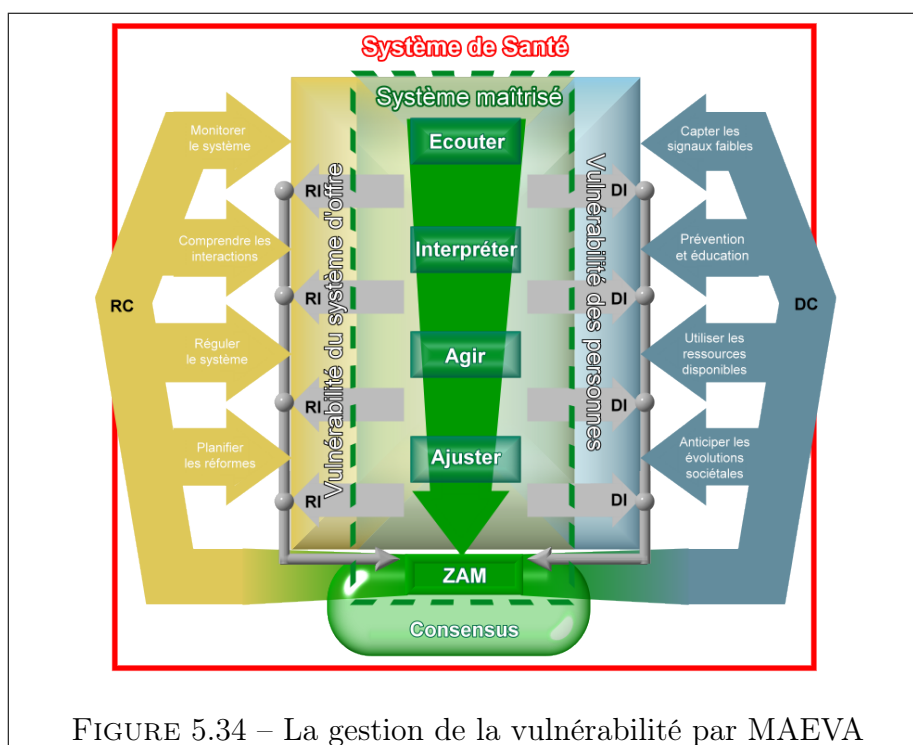 Système de Santé
Système maîtrisé
Monitorer
le système
Comprendre les
interactions
Réguler
le système
Planifier
les réformes
RC
Vulnérabilité du système d'offre
RI
RI
RI
RI
Ecouter
Interpréter
Agir
Ajuster
DI
DI
DI
DI
Vulnérabilité des personnes
Capter les
signaux faibles
Prévention
et éducation
Utiliser les
ressources
disponibles
Anticiper les
évolutions
sociétales
DC
ZAM
Consensus
FIGURE 5.34 – La gestion de la vulnérabilité par MAEVA